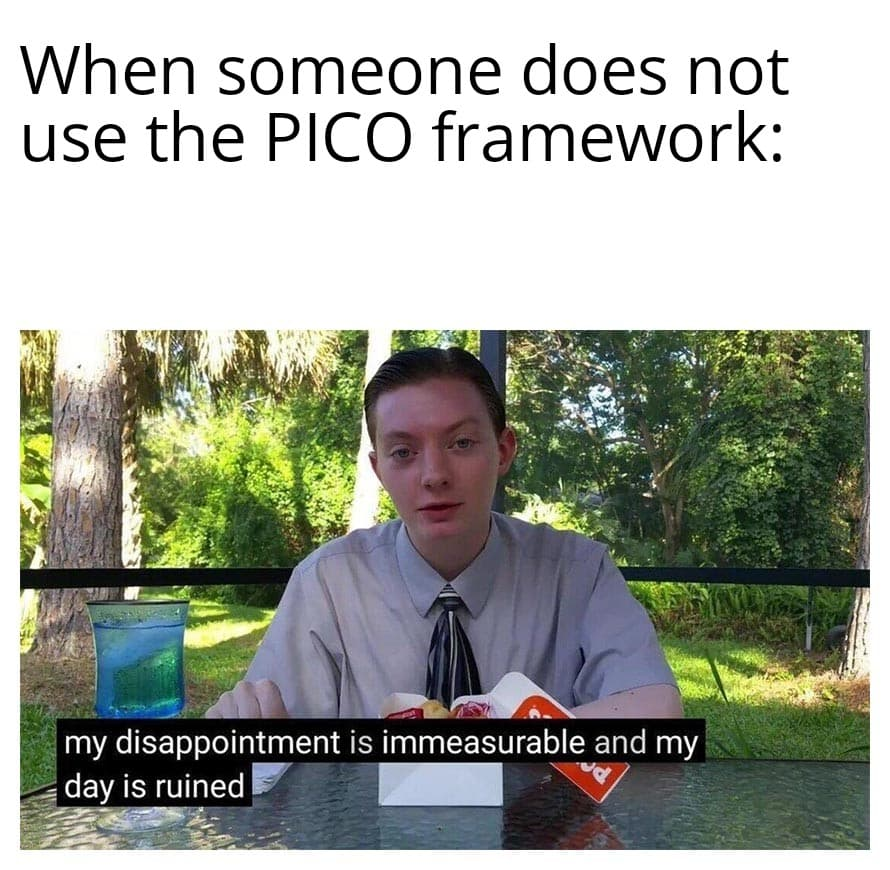 When someone does not
use the PICO framework:
my disappointment is immeasurable and my
day is ruined